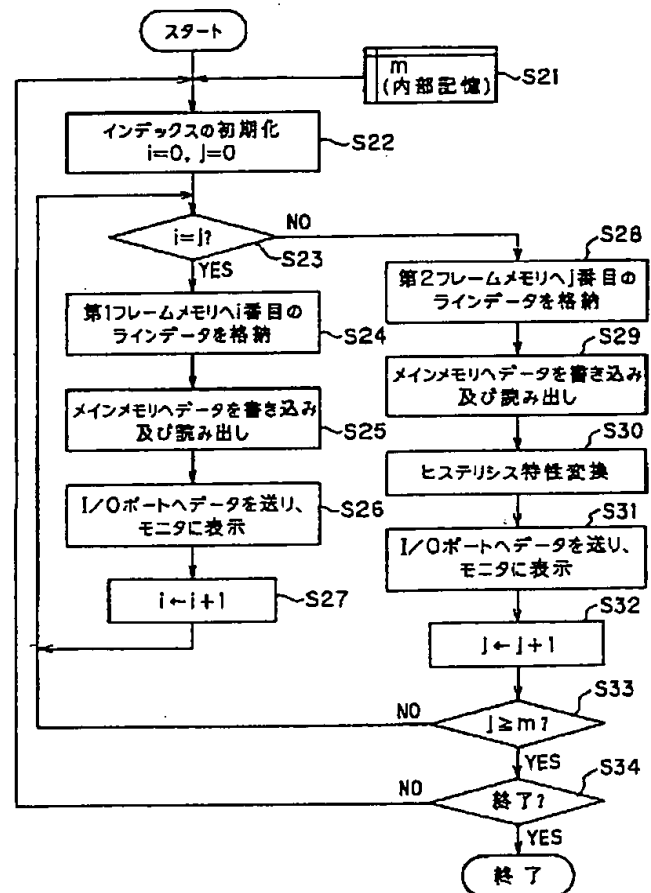 スタート
m
(内部記憶)
S21
インデックスの初期化
i=0, j=0
S22
i=j?
NO
S23
YES
第1フレームメモリへi番目の
ラインデータを格納
S24
メインメモリへデータを書き込み
及び読み出し
S25
I/Oポートへデータを送り、
モニタに表示
S26
i←i+1
S27
S28
第2フレームメモリへj番目の
ラインデータを格納
S29
メインメモリへデータを書き込み
及び読み出し
S30
ヒステリシス特性変換
S31
I/Oポートへデータを送り、
モニタに表示
S32
j←j+1
S33
NO
j≧m?
YES
S34
NO
終了?
YES
終了